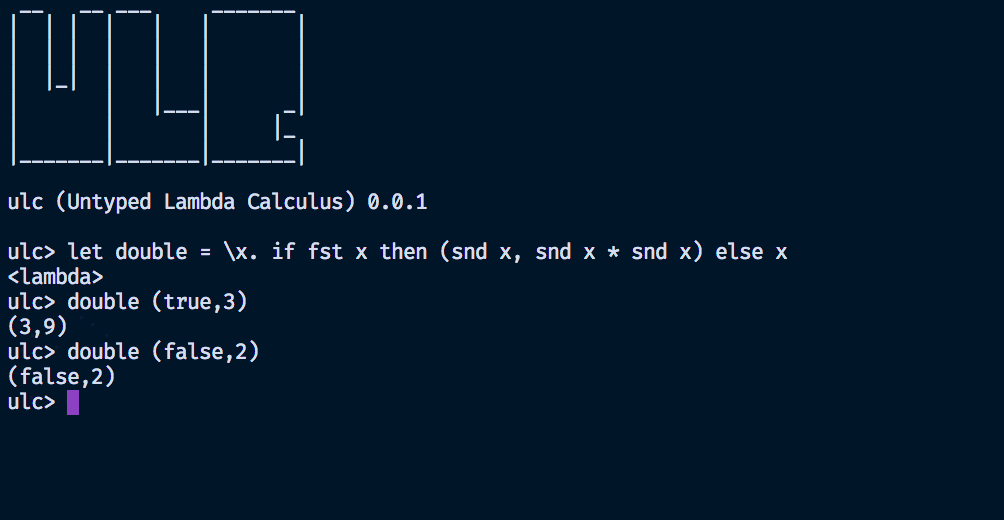 ulc (Untyped Lambda Calculus) 0.0.1
ulc> let double = \x. if fst x then (snd x, snd x * snd x) else x
<lambda>
ulc> double (true,3)
(3,9)
ulc> double (false,2)
(false,2)
ulc>